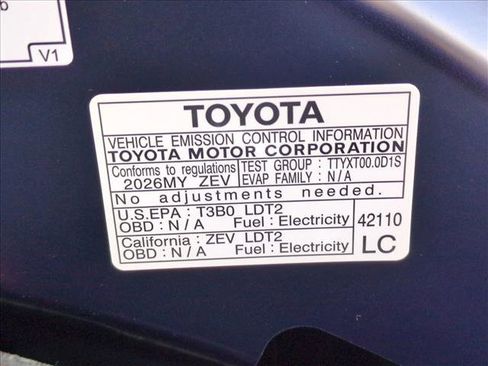 b
V1
TOYOTA
VEHICLE EMISSION CONTROL INFORMATION
TOYOTA MOTOR CORPORATION
Conforms to regulations: TEST GROUP : TTYXT00.0D1S
2026MY ZEV EVAP FAMILY : N/A
No adjustments needed.
U.S.EPA : T3B0 LDT2
OBD : N/A Fuel : Electricity 42110
California : ZEV LDT2
OBD : N/A Fuel : Electricity LC